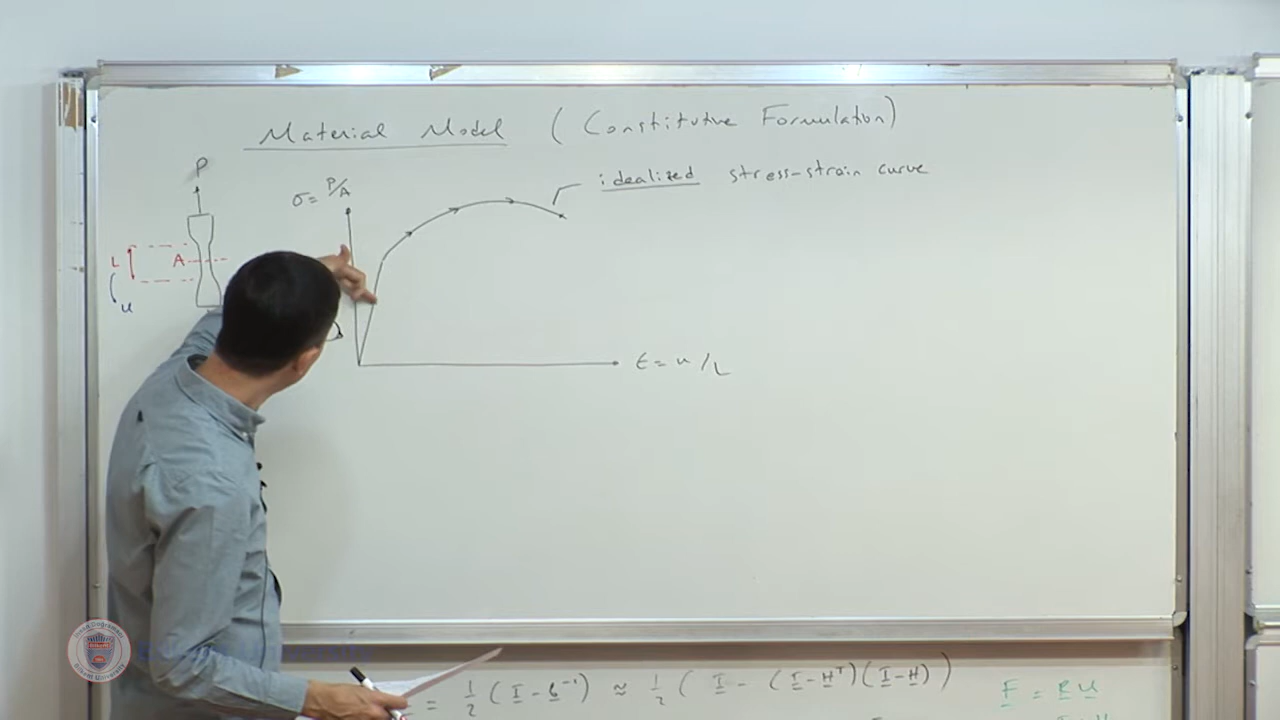 Material Model (Constitutive Formulation)
P
σ = P/A
idealized stress-strain curve
L
A
u
ϵ = u/L
= 1/2 (I - b⁻¹) ≈ 1/2 ( I - (I - Hᵀ)(I - H) )
F = R U